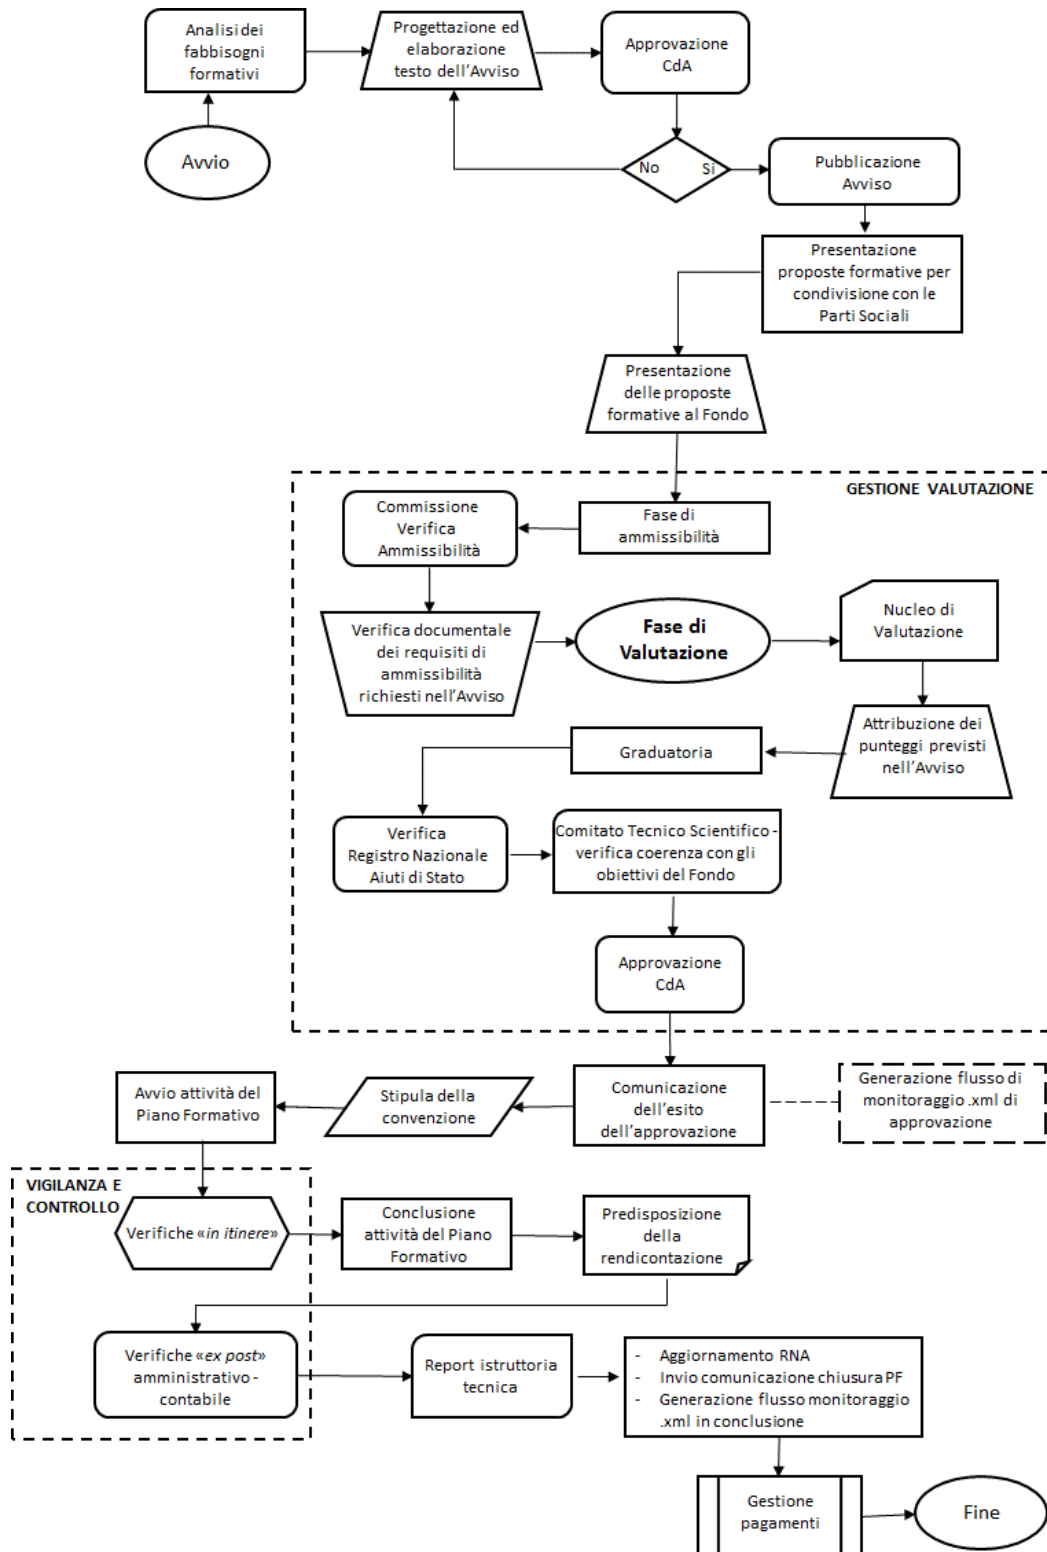 Analisi dei
fabbisogni
formativi
Progettazione ed
elaborazione
testo dell'Avviso
Approvazione
CdA
Avvio
No
Si
Pubblicazione
Avviso
Presentazione
proposte formative per
condivisione con le
Parti Sociali
Presentazione
delle proposte
formative al Fondo
GESTIONE VALUTAZIONE
Commissione
Verifica
Ammissibilità
Fase di
ammissibilità
Verifica documentale
dei requisiti di
ammissibilità
richiesti nell'Avviso
Fase di
Valutazione
Nucleo di
Valutazione
Attribuzione dei
punteggi previsti
nell'Avviso
Graduatoria
Verifica
Registro Nazionale
Aiuti di Stato
Comitato Tecnico Scientifico -
verifica coerenza con gli
obiettivi del Fondo
Approvazione
CdA
Avvio attività del
Piano Formativo
Stipula della
convenzione
Comunicazione
dell'esito
dell'approvazione
Generazione flusso di
monitoraggio .xml di
approvazione
VIGILANZA E
CONTROLLO
Verifiche «in itinere»
Conclusione
attività del Piano
Formativo
Predisposizione
della
rendicontazione
Verifiche «ex post»
amministrativo -
contabile
Report istruttoria
tecnica
- Aggiornamento RNA
- Invio comunicazione chiusura PF
- Generazione flusso monitoraggio
.xml in conclusione
Gestione
pagamenti
Fine